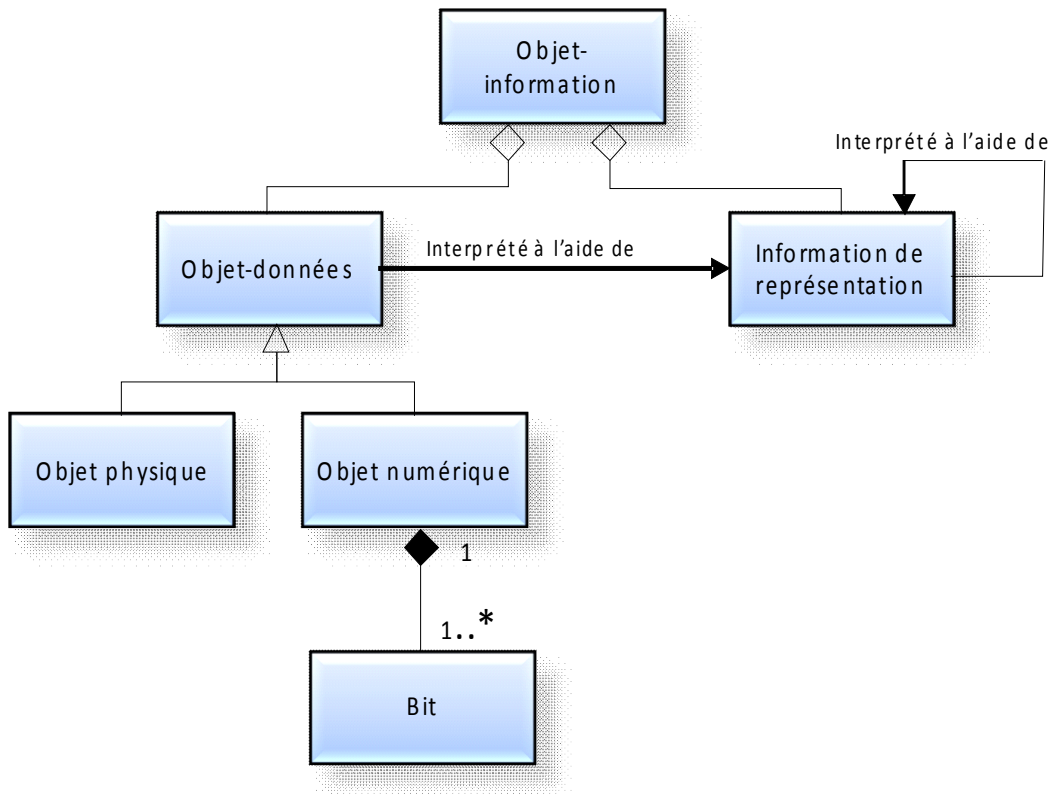 Objet-
information
Interprété à l'aide de
Objet-données
Interprété à l'aide de
Information de
représentation
Objet physique
Objet numérique
1
1..*
Bit